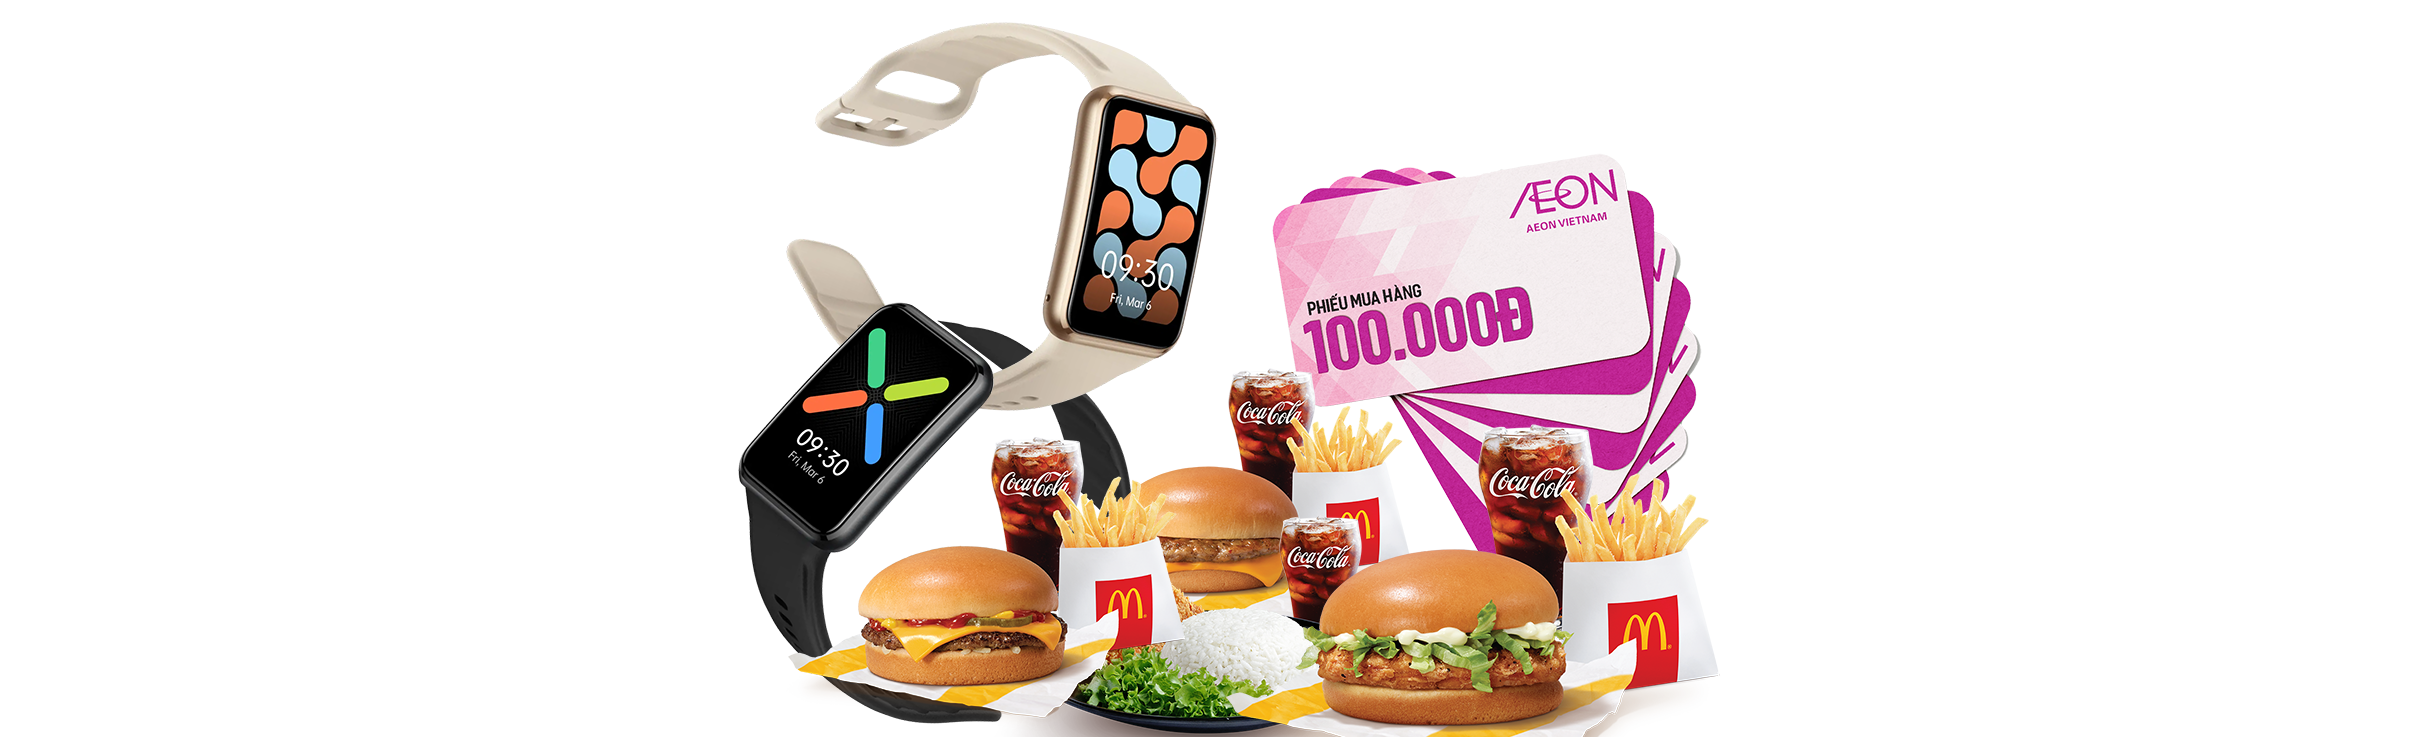 09:30
Fri, Mar 6
09:30
Fri, Mar 6
ÆON
AEON VIETNAM
PHIẾU MUA HÀNG
100.000Đ
Coca-Cola
Coca-Cola
Coca-Cola
Coca-Cola